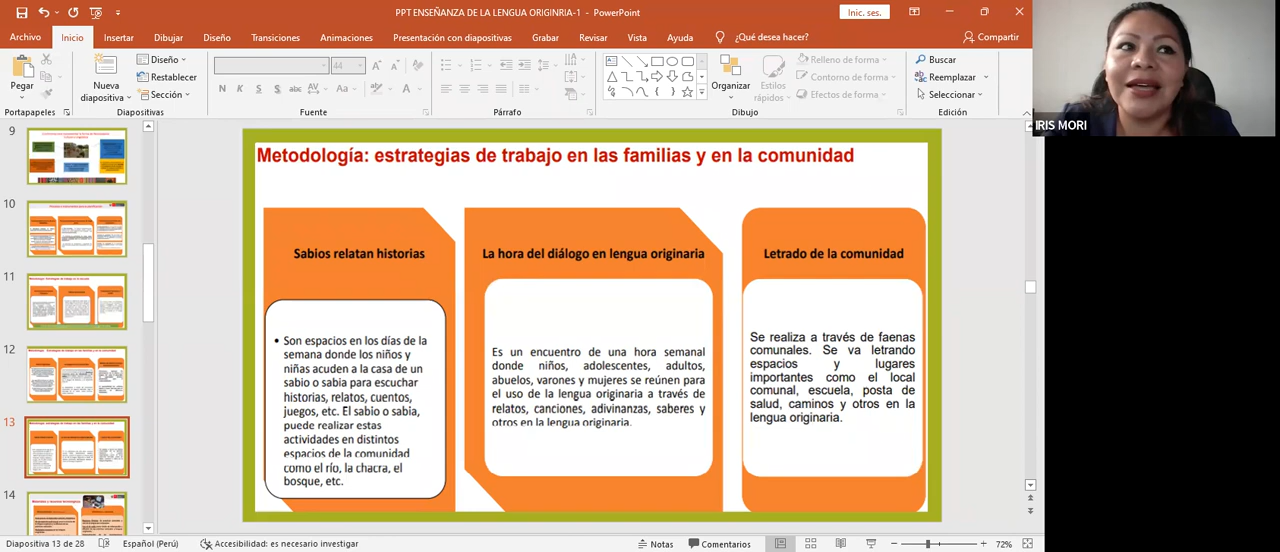 PPT ENSEÑANZA DE LA LENGUA ORIGINRIA-1 - PowerPoint
Inic. ses.
Archivo Inicio Insertar Dibujar Diseño Transiciones Animaciones Presentación con diapositivas Grabar Revisar Vista Ayuda ¿Qué desea hacer? Compartir
Pegar
Nueva
diapositiva
Diseño
Restablecer
Sección
44
N K S S abc AV
Aa
A
Organizar
Estilos
rápidos
Relleno de forma
Contorno de forma
Efectos de forma
Buscar
Reemplazar
Seleccionar
Portapapeles Diapositivas Fuente Párrafo Dibujo Edición
IRIS MORI
9
10
11
12
13
14
Metodología: estrategias de trabajo en las familias y en la comunidad
Sabios relatan historias
• Son espacios en los días de la
semana donde los niños y
niñas acuden a la casa de un
sabio o sabia para escuchar
historias, relatos, cuentos,
juegos, etc. El sabio o sabia,
puede realizar estas
actividades en distintos
espacios de la comunidad
como el río, la chacra, el
bosque, etc.
La hora del diálogo en lengua originaria
Es un encuentro de una hora semanal
donde niños, adolescentes, adultos,
abuelos, varones y mujeres se reúnen para
el uso de la lengua originaria a través de
relatos, canciones, adivinanzas, saberes y
otros en la lengua originaria.
Letrado de la comunidad
Se realiza a través de faenas
comunales. Se va letrando
espacios y lugares
importantes como el local
comunal, escuela, posta de
salud, caminos y otros en la
lengua originaria.
Diapositiva 13 de 28 Español (Perú) Accesibilidad: es necesario investigar Notas Comentarios 72%